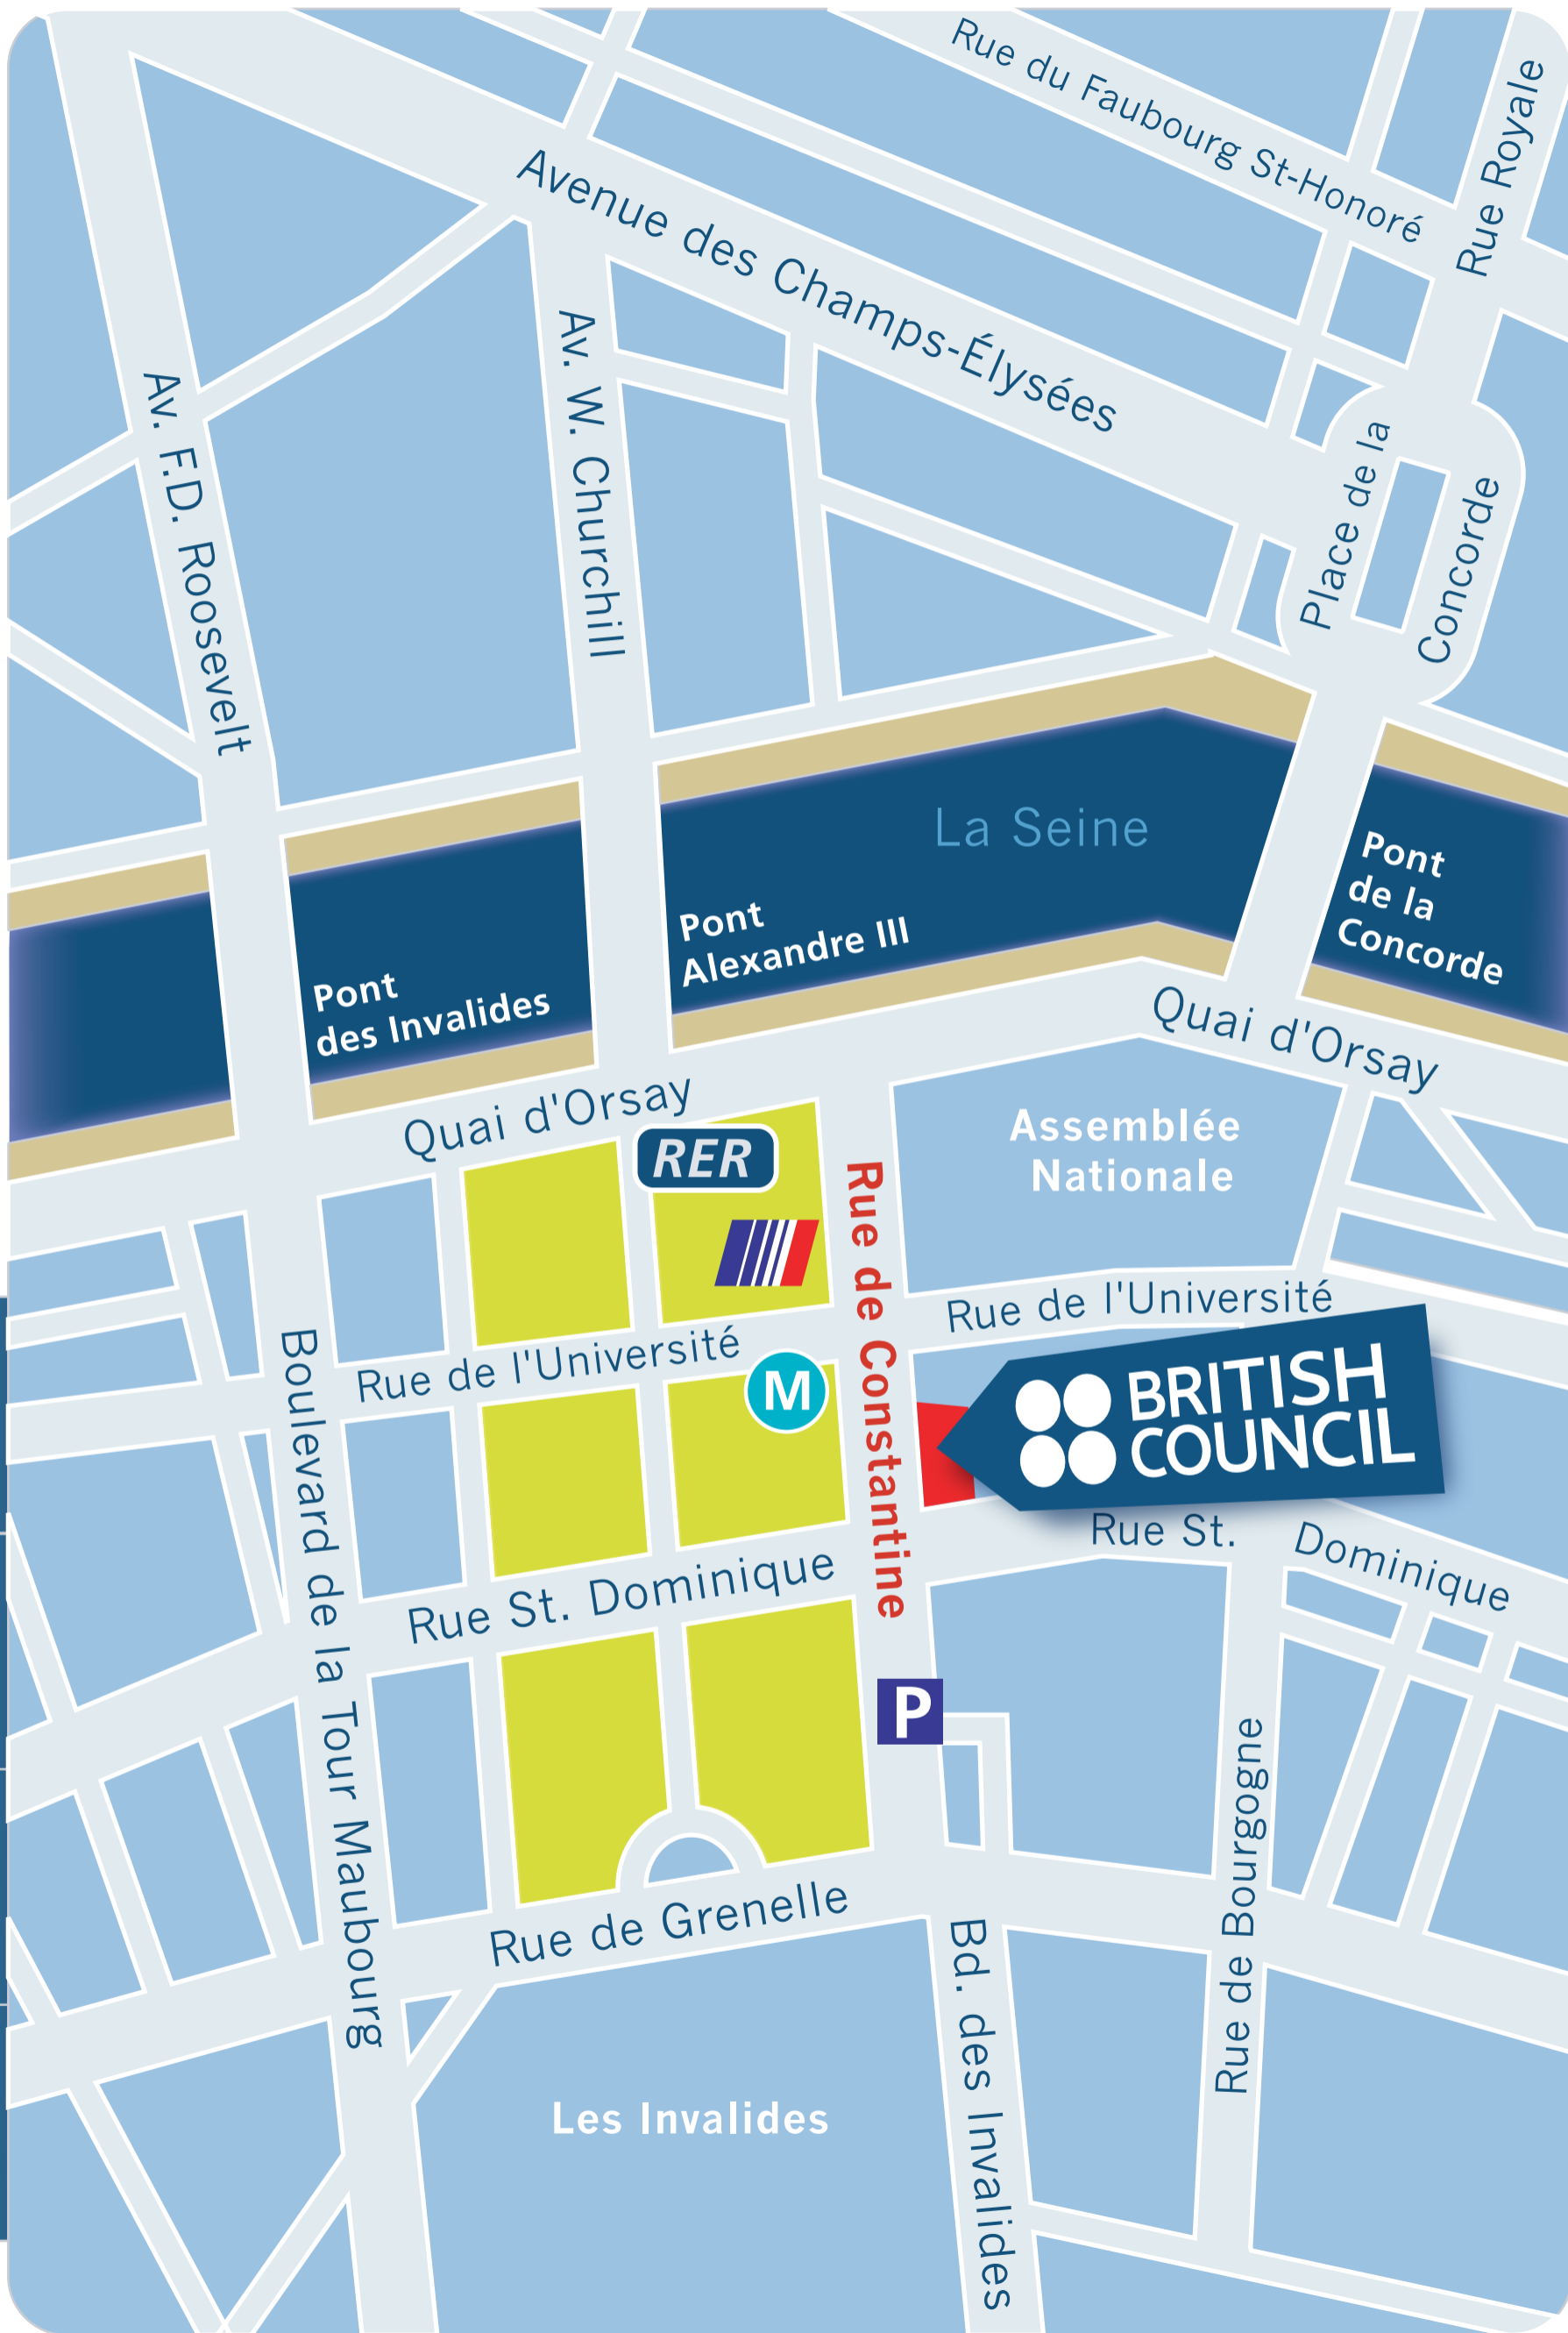 Rue du Faubourg St-Honoré
Rue Royale
Avenue des Champs-Élysées
Av. W. Churchill
Av. F.D. Roosevelt
Place de la
Concorde
La Seine
Pont
de la
Concorde
Pont
Alexandre III
Pont
des Invalides
Quai d'Orsay
Quai d'Orsay
Assemblée
Nationale
RER
Rue de Constantine
Rue de l'Université
Rue de l'Université
M
BRITISH
COUNCIL
Boulevard de la Tour Maubourg
Rue St. Dominique
Rue St. Dominique
P
Rue de Bourgogne
Rue de Grenelle
Bd. des Invalides
Les Invalides